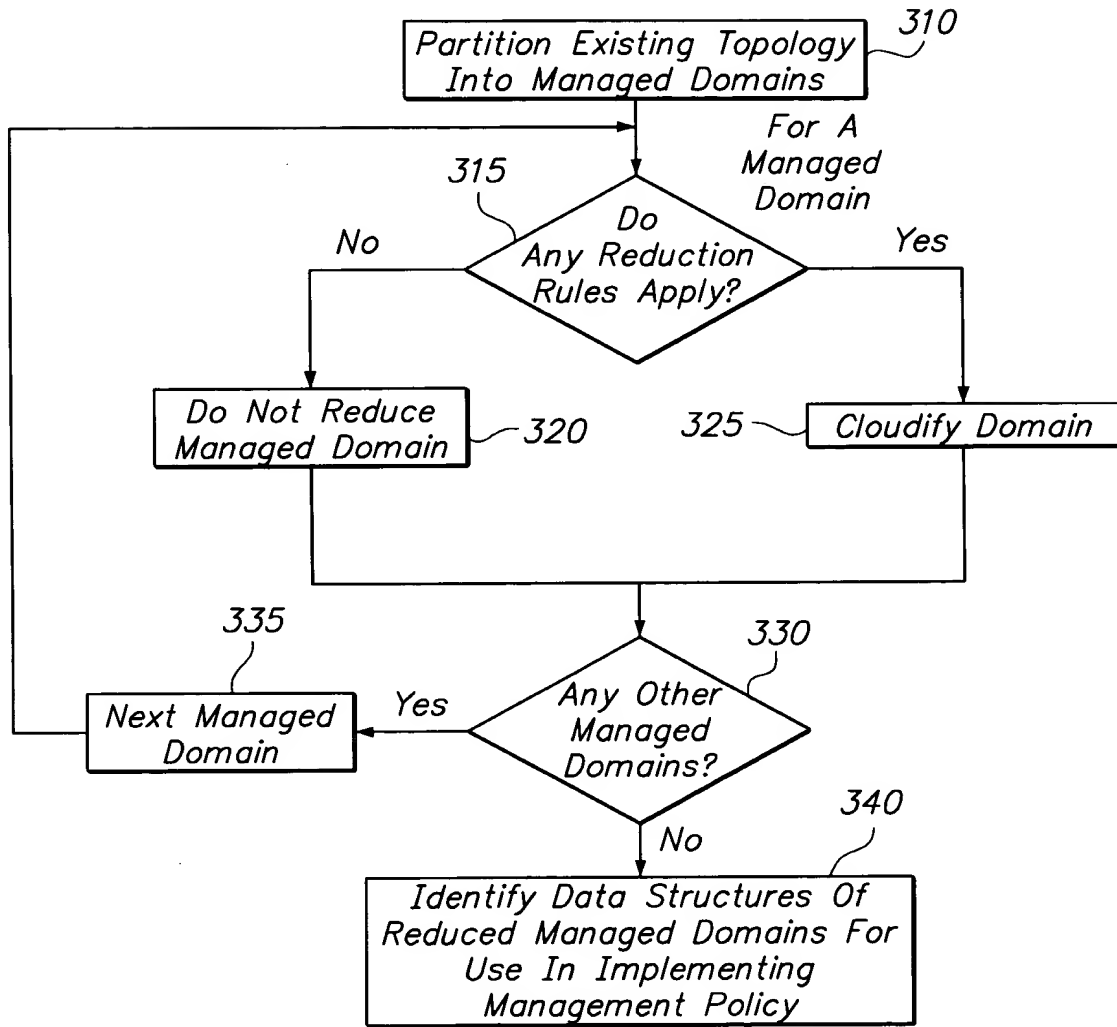 310
Partition Existing Topology
Into Managed Domains
For A
Managed
Domain
315
Do
Any Reduction
Rules Apply?
No
Yes
Do Not Reduce
Managed Domain
320
325
Cloudify Domain
335
330
Next Managed
Domain
Yes
Any Other
Managed
Domains?
No
340
Identify Data Structures Of
Reduced Managed Domains For
Use In Implementing
Management Policy